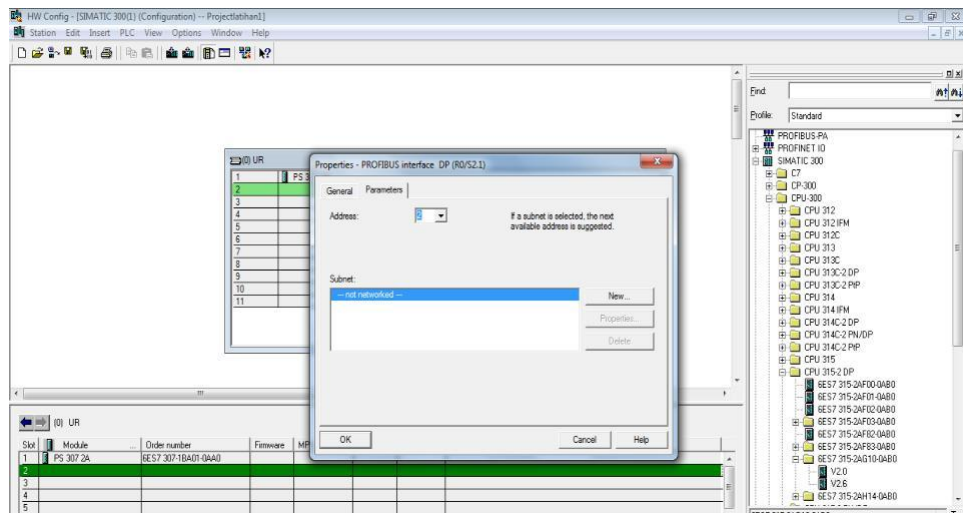 HW Config - [SIMATIC 300(1) (Configuration) -- Projectlatihan1]
Station Edit Insert PLC View Options Window Help
(0) UR
1 PS 3
2
3
4
5
6
7
8
9
10
11
Properties - PROFIBUS interface DP (R0/S2.1)
General Parameters
Address: 2
If a subnet is selected, the next
available address is suggested.
Subnet:
--- not networked ---
New...
Properties...
Delete
OK Cancel Help
Find:
Profile: Standard
PROFIBUS-PA
PROFINET IO
SIMATIC 300
C7
CP-300
CPU-300
CPU 312
CPU 312 IFM
CPU 312C
CPU 313
CPU 313C
CPU 313C-2 DP
CPU 313C-2 PtP
CPU 314
CPU 314 IFM
CPU 314C-2 DP
CPU 314C-2 PN/DP
CPU 314C-2 PtP
CPU 315
CPU 315-2 DP
6ES7 315-2AF00-0AB0
6ES7 315-2AF01-0AB0
6ES7 315-2AF02-0AB0
6ES7 315-2AF03-0AB0
6ES7 315-2AF82-0AB0
6ES7 315-2AF83-0AB0
6ES7 315-2AG10-0AB0
V2.0
V2.6
6ES7 315-2AH14-0AB0
(0) UR
Slot Module ... Order number Firmware MP
1 PS 307 2A 6ES7 307-1BA01-0AA0
2
3
4
5